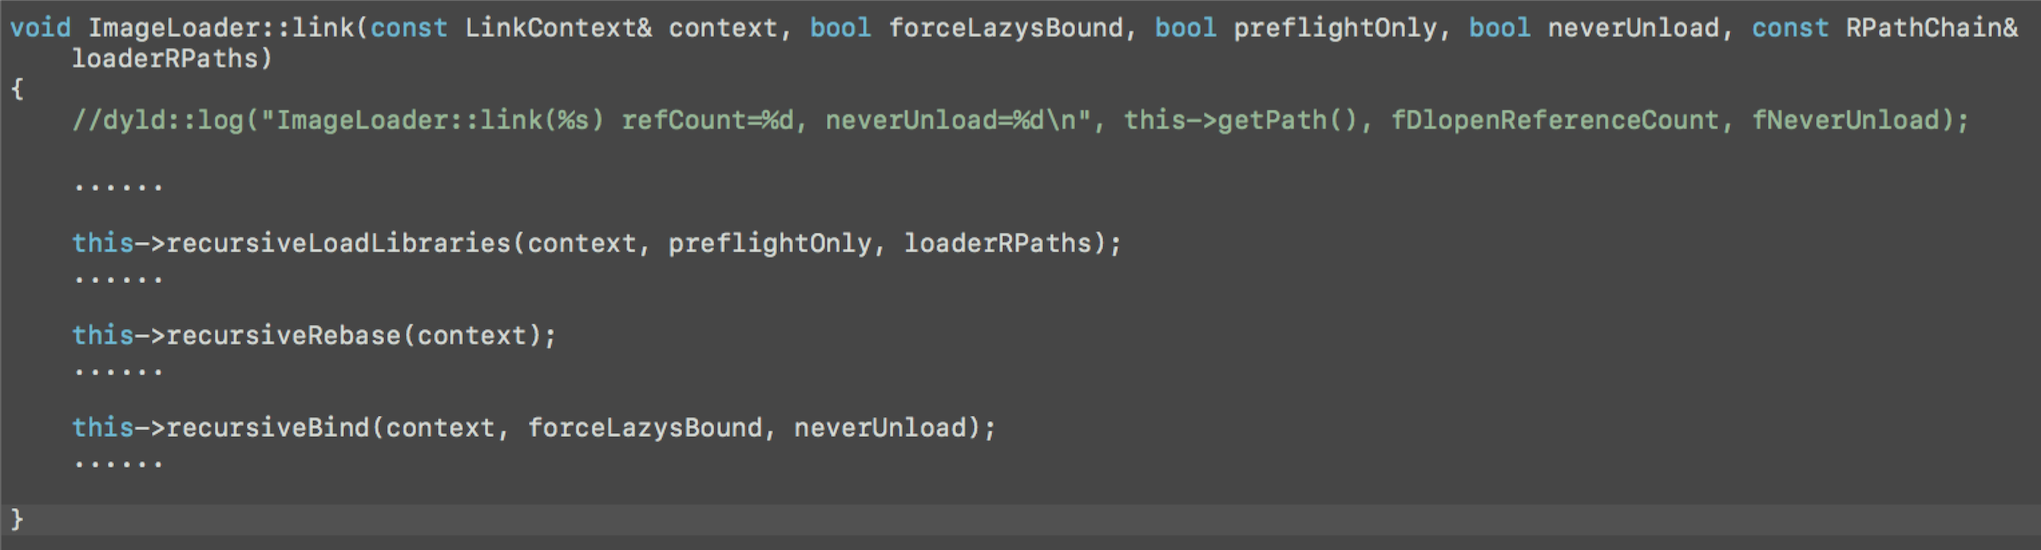 void ImageLoader::link(const LinkContext& context, bool forceLazysBound, bool preflightOnly, bool neverUnload, const RPathChain&
loaderRPaths)
{
//dyld::log("ImageLoader::link(%s) refCount=%d, neverUnload=%d\n", this->getPath(), fDlopenReferenceCount, fNeverUnload);
......
this->recursiveLoadLibraries(context, preflightOnly, loaderRPaths);
......
this->recursiveRebase(context);
......
this->recursiveBind(context, forceLazysBound, neverUnload);
......
}